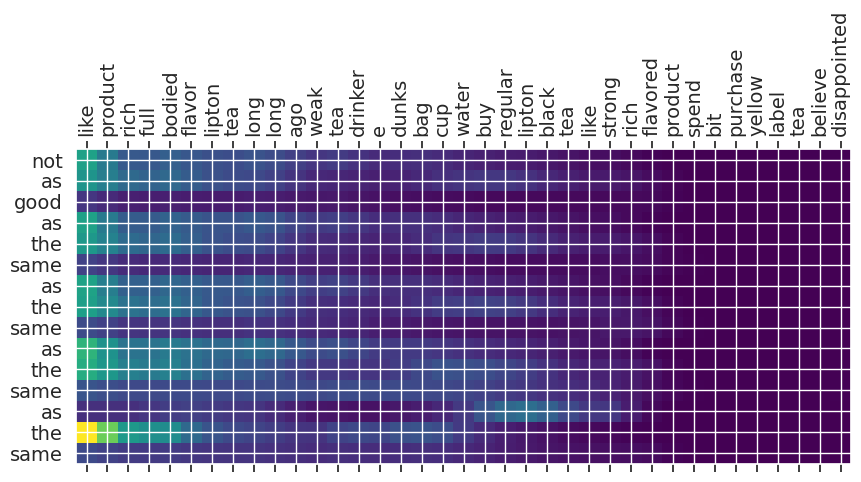 like product rich full bodied flavor lipton tea long long ago weak tea drinker e dunks bag cup water buy regular lipton black tea like strong rich flavored product spend bit purchase yellow label tea believe disappointed
not
as
good
as
the
same
as
the
same
as
the
same
as
the
same